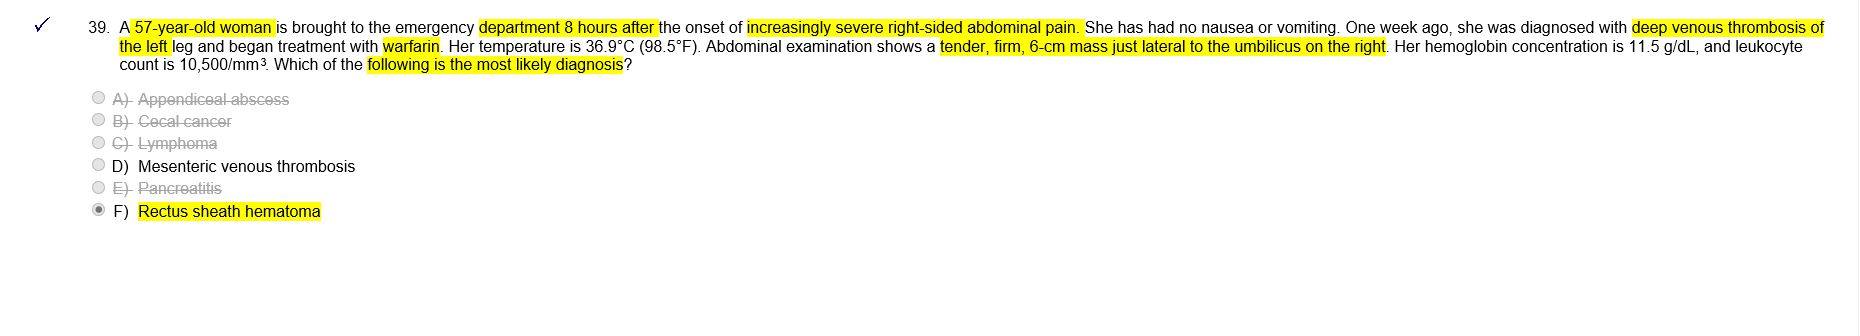 39. A 57-year-old woman is brought to the emergency department 8 hours after the onset of increasingly severe right-sided abdominal pain. She has had no nausea or vomiting. One week ago, she was diagnosed with deep venous thrombosis of
the left leg and began treatment with warfarin. Her temperature is 36.9°C (98.5°F). Abdominal examination shows a tender, firm, 6-cm mass just lateral to the umbilicus on the right. Her hemoglobin concentration is 11.5 g/dL, and leukocyte
count is 10,500/mm³. Which of the following is the most likely diagnosis?
A) Appendiceal abscess
B) Cecal cancer
C) Lymphoma
D) Mesenteric venous thrombosis
E) Pancreatitis
F) Rectus sheath hematoma